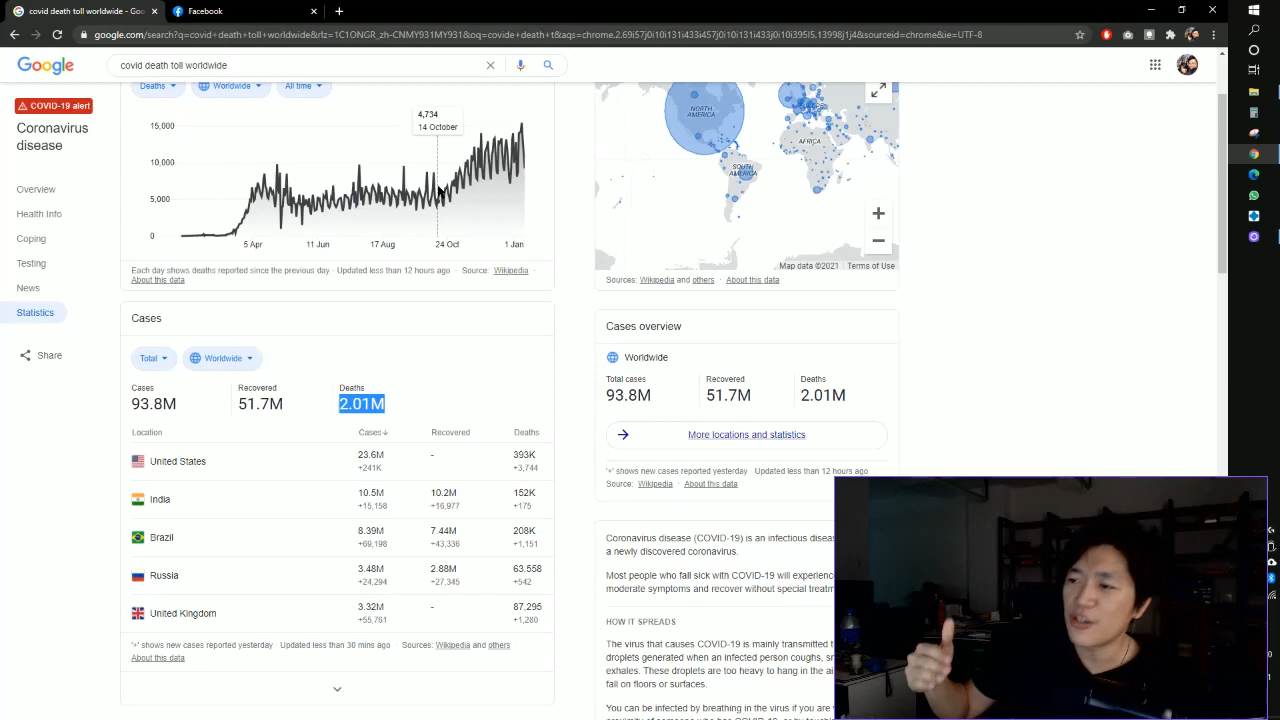 covid death toll worldwide - Goo
Facebook
google.com/search?q=covid+death+toll+worldwide&rlz=1C1ONGR_zh-CNMY931MY931&oq=covide+death+t&aqs=chrome.2.69i57j0i10i131i433i457j0i10i131i433j0i10i395l5.13998j1j4&sourceid=chrome&ie=UTF-8
Google
covid death toll worldwide
COVID-19 alert
Coronavirus
disease
Overview
Health Info
Coping
Testing
News
Statistics
Share
Deaths
Worldwide
All time
4,734
14 October
15,000
10,000
5,000
0
5 Apr
11 Jun
17 Aug
24 Oct
1 Jan
Each day shows deaths reported since the previous day · Updated less than 12 hours ago · Source: Wikipedia ·
About this data
Cases
Total
Worldwide
Cases
Recovered
Deaths
93.8M
51.7M
2.01M
Location
Cases
Recovered
Deaths
United States
23.6M
-
393K
+241K
+3,744
India
10.5M
10.2M
152K
+15,158
+16,977
+175
Brazil
8.39M
7.44M
208K
+69,198
+43,336
+1,151
Russia
3.48M
2.88M
63,558
+24,294
+27,345
+542
United Kingdom
3.32M
-
87,295
+55,761
+1,280
'+' shows new cases reported yesterday · Updated less than 30 mins ago · Sources: Wikipedia and others
About this data
NORTH
AMERICA
SOUTH
AMERICA
AFRICA
Map data ©2021
Terms of Use
Sources: Wikipedia and others · About this data
Cases overview
Worldwide
Total cases
Recovered
Deaths
93.8M
51.7M
2.01M
More locations and statistics
'+' shows new cases reported yesterday · Updated less than 12 hours ago
Source: Wikipedia · About this data
Coronavirus disease (COVID-19) is an infectious disea
a newly discovered coronavirus.
Most people who fall sick with COVID-19 will experienc
moderate symptoms and recover without special treatm
HOW IT SPREADS
The virus that causes COVID-19 is mainly transmitted t
droplets generated when an infected person coughs, sn
exhales. These droplets are too heavy to hang in the ai
fall on floors or surfaces.
You can be infected by breathing in the virus if you are